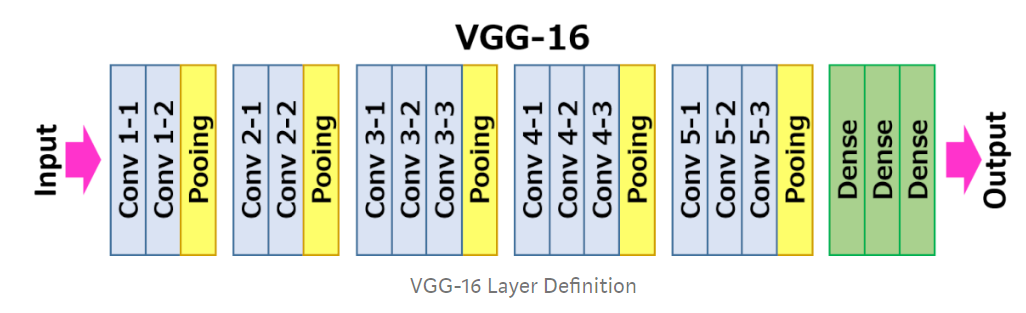 VGG-16
Input
Conv 1-1
Conv 1-2
Pooing
Conv 2-1
Conv 2-2
Pooing
Conv 3-1
Conv 3-2
Conv 3-3
Pooing
Conv 4-1
Conv 4-2
Conv 4-3
Pooing
Conv 5-1
Conv 5-2
Conv 5-3
Pooing
Dense
Dense
Dense
Output
VGG-16 Layer Definition